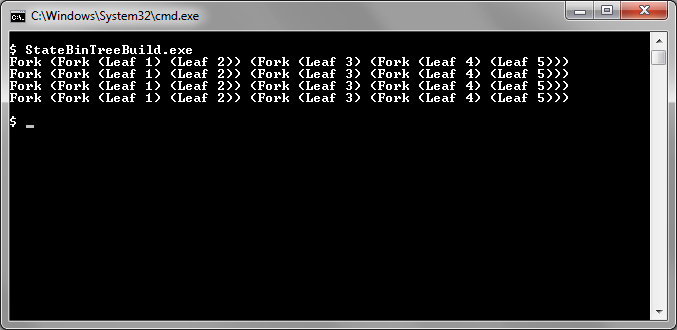 C:\Windows\System32\cmd.exe
$ StateBinTreeBuild.exe
Fork (Fork (Leaf 1) (Leaf 2)) (Fork (Leaf 3) (Fork (Leaf 4) (Leaf 5)))
Fork (Fork (Leaf 1) (Leaf 2)) (Fork (Leaf 3) (Fork (Leaf 4) (Leaf 5)))
Fork (Fork (Leaf 1) (Leaf 2)) (Fork (Leaf 3) (Fork (Leaf 4) (Leaf 5)))
Fork (Fork (Leaf 1) (Leaf 2)) (Fork (Leaf 3) (Fork (Leaf 4) (Leaf 5)))
$ _